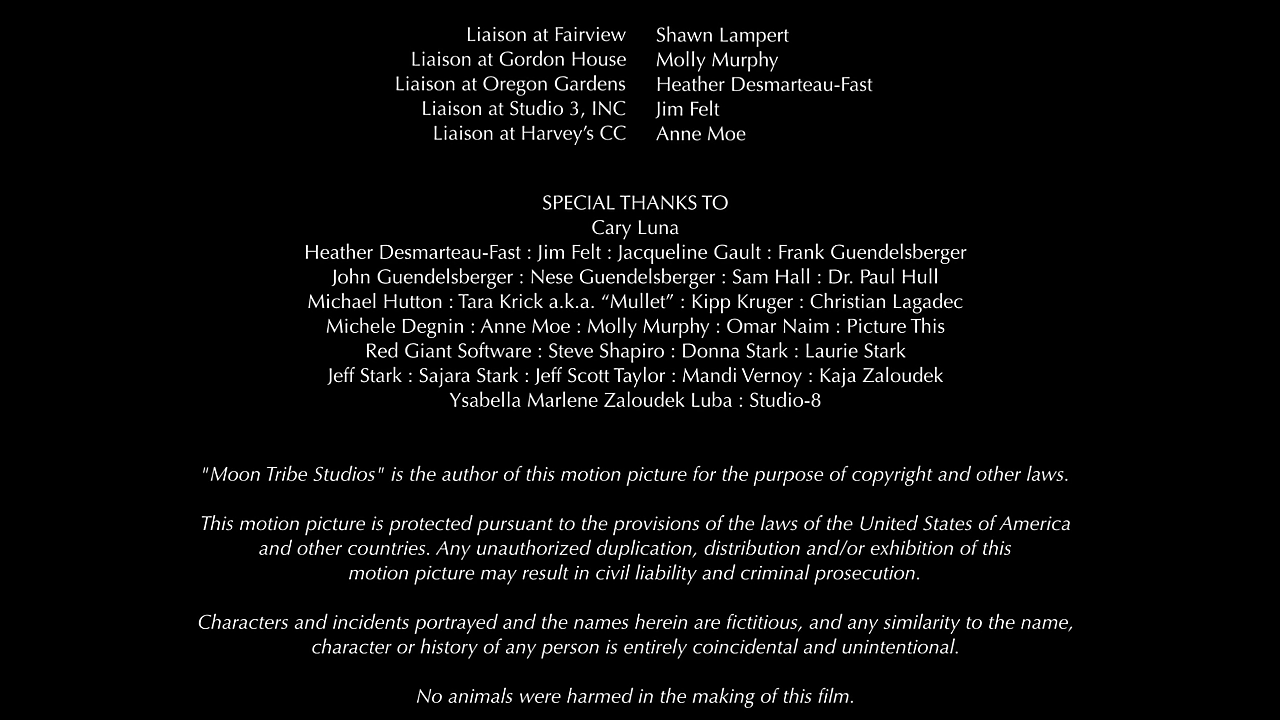 Liaison at Fairview Shawn Lampert
Liaison at Gordon House Molly Murphy
Liaison at Oregon Gardens Heather Desmarteau-Fast
Liaison at Studio 3, INC Jim Felt
Liaison at Harvey’s CC Anne Moe
SPECIAL THANKS TO
Cary Luna
Heather Desmarteau-Fast : Jim Felt : Jacqueline Gault : Frank Guendelsberger
John Guendelsberger : Nese Guendelsberger : Sam Hall : Dr. Paul Hull
Michael Hutton : Tara Krick a.k.a. “Mullet” : Kipp Kruger : Christian Lagadec
Michele Degnin : Anne Moe : Molly Murphy : Omar Naim : Picture This
Red Giant Software : Steve Shapiro : Donna Stark : Laurie Stark
Jeff Stark : Sajara Stark : Jeff Scott Taylor : Mandi Vernoy : Kaja Zaloudek
Ysabella Marlene Zaloudek Luba : Studio-8
"Moon Tribe Studios" is the author of this motion picture for the purpose of copyright and other laws.
This motion picture is protected pursuant to the provisions of the laws of the United States of America
and other countries. Any unauthorized duplication, distribution and/or exhibition of this
motion picture may result in civil liability and criminal prosecution.
Characters and incidents portrayed and the names herein are fictitious, and any similarity to the name,
character or history of any person is entirely coincidental and unintentional.
No animals were harmed in the making of this film.